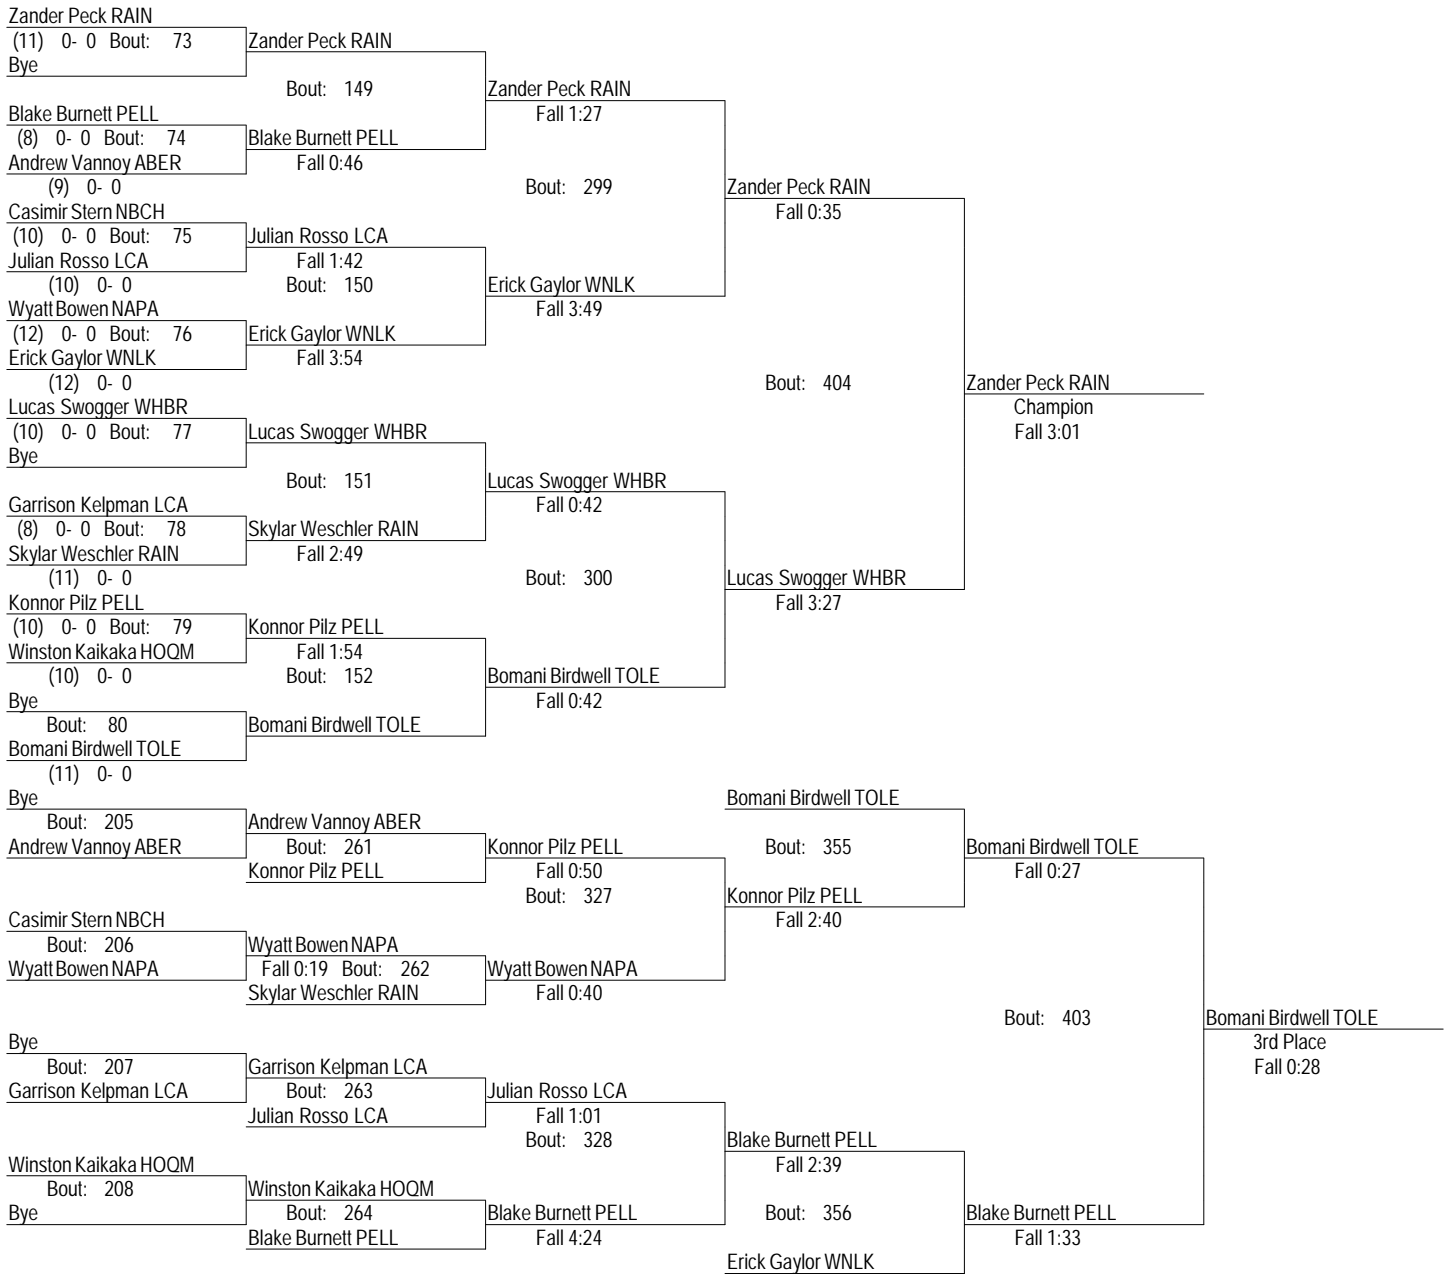 Zander Peck RAIN
(11) 0- 0 Bout: 73 Zander Peck RAIN
Bye
Bout: 149 Zander Peck RAIN
Blake Burnett PELL Fall 1:27
(8) 0- 0 Bout: 74 Blake Burnett PELL
Andrew Vannoy ABER Fall 0:46
(9) 0- 0 Bout: 299 Zander Peck RAIN
Casimir Stern NBCH Fall 0:35
(10) 0- 0 Bout: 75 Julian Rosso LCA
Julian Rosso LCA Fall 1:42
(10) 0- 0 Bout: 150 Erick Gaylor WNLK
Wyatt Bowen NAPA Fall 3:49
(12) 0- 0 Bout: 76 Erick Gaylor WNLK
Erick Gaylor WNLK Fall 3:54
(12) 0- 0 Bout: 404 Zander Peck RAIN
Lucas Swogger WHBR Champion
(10) 0- 0 Bout: 77 Lucas Swogger WHBR Fall 3:01
Bye
Bout: 151 Lucas Swogger WHBR
Garrison Kelpman LCA Fall 0:42
(8) 0- 0 Bout: 78 Skylar Weschler RAIN
Skylar Weschler RAIN Fall 2:49
(11) 0- 0 Bout: 300 Lucas Swogger WHBR
Konnor Pilz PELL Fall 3:27
(10) 0- 0 Bout: 79 Konnor Pilz PELL
Winston Kaikaka HOQM Fall 1:54
(10) 0- 0 Bout: 152 Bomani Birdwell TOLE
Bye Fall 0:42
Bout: 80 Bomani Birdwell TOLE
Bomani Birdwell TOLE
(11) 0- 0
Bye Bomani Birdwell TOLE
Bout: 205 Andrew Vannoy ABER
Andrew Vannoy ABER Bout: 261 Konnor Pilz PELL Bout: 355 Bomani Birdwell TOLE
Konnor Pilz PELL Fall 0:50 Fall 0:27
Bout: 327 Konnor Pilz PELL
Casimir Stern NBCH Fall 2:40
Bout: 206 Wyatt Bowen NAPA
Wyatt Bowen NAPA Fall 0:19 Bout: 262 Wyatt Bowen NAPA
Skylar Weschler RAIN Fall 0:40
Bout: 403 Bomani Birdwell TOLE
Bye 3rd Place
Bout: 207 Garrison Kelpman LCA Fall 0:28
Garrison Kelpman LCA Bout: 263 Julian Rosso LCA
Julian Rosso LCA Fall 1:01
Bout: 328 Blake Burnett PELL
Winston Kaikaka HOQM Fall 2:39
Bout: 208 Winston Kaikaka HOQM
Bye Bout: 264 Blake Burnett PELL Bout: 356 Blake Burnett PELL
Blake Burnett PELL Fall 4:24 Fall 1:33
Erick Gaylor WNLK